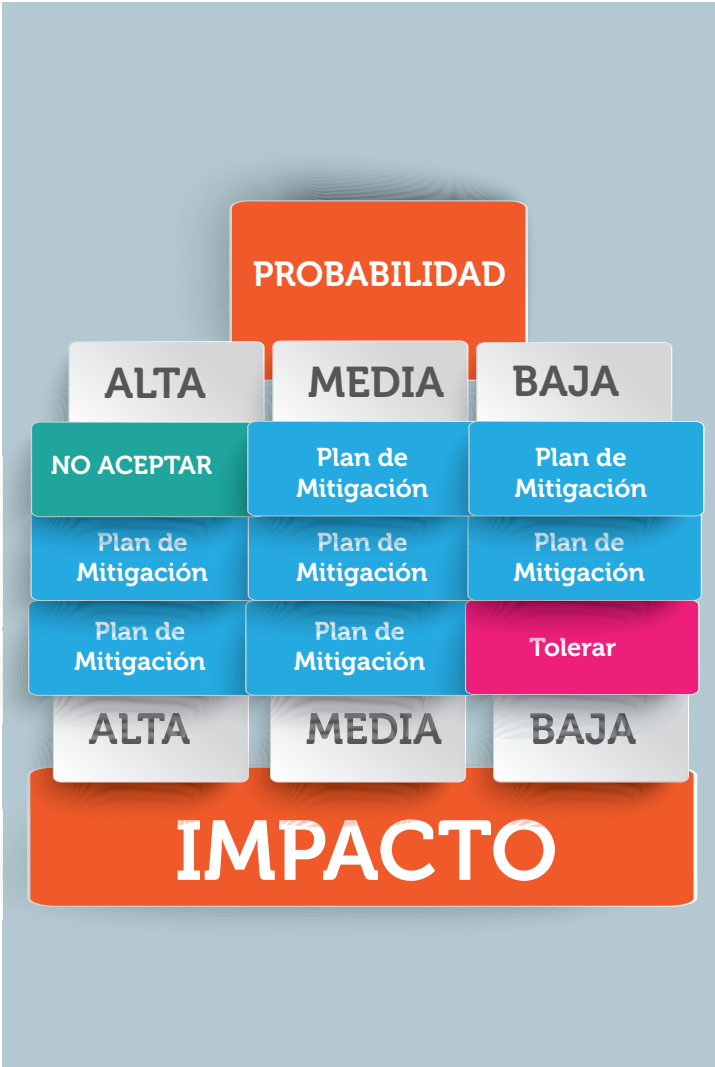 PROBABILIDAD
ALTA MEDIA BAJA
NO ACEPTAR
Plan de
Mitigación
Plan de
Mitigación
Plan de
Mitigación
Plan de
Mitigación
Plan de
Mitigación
Plan de
Mitigación
Plan de
Mitigación
Tolerar
ALTA MEDIA BAJA
IMPACTO